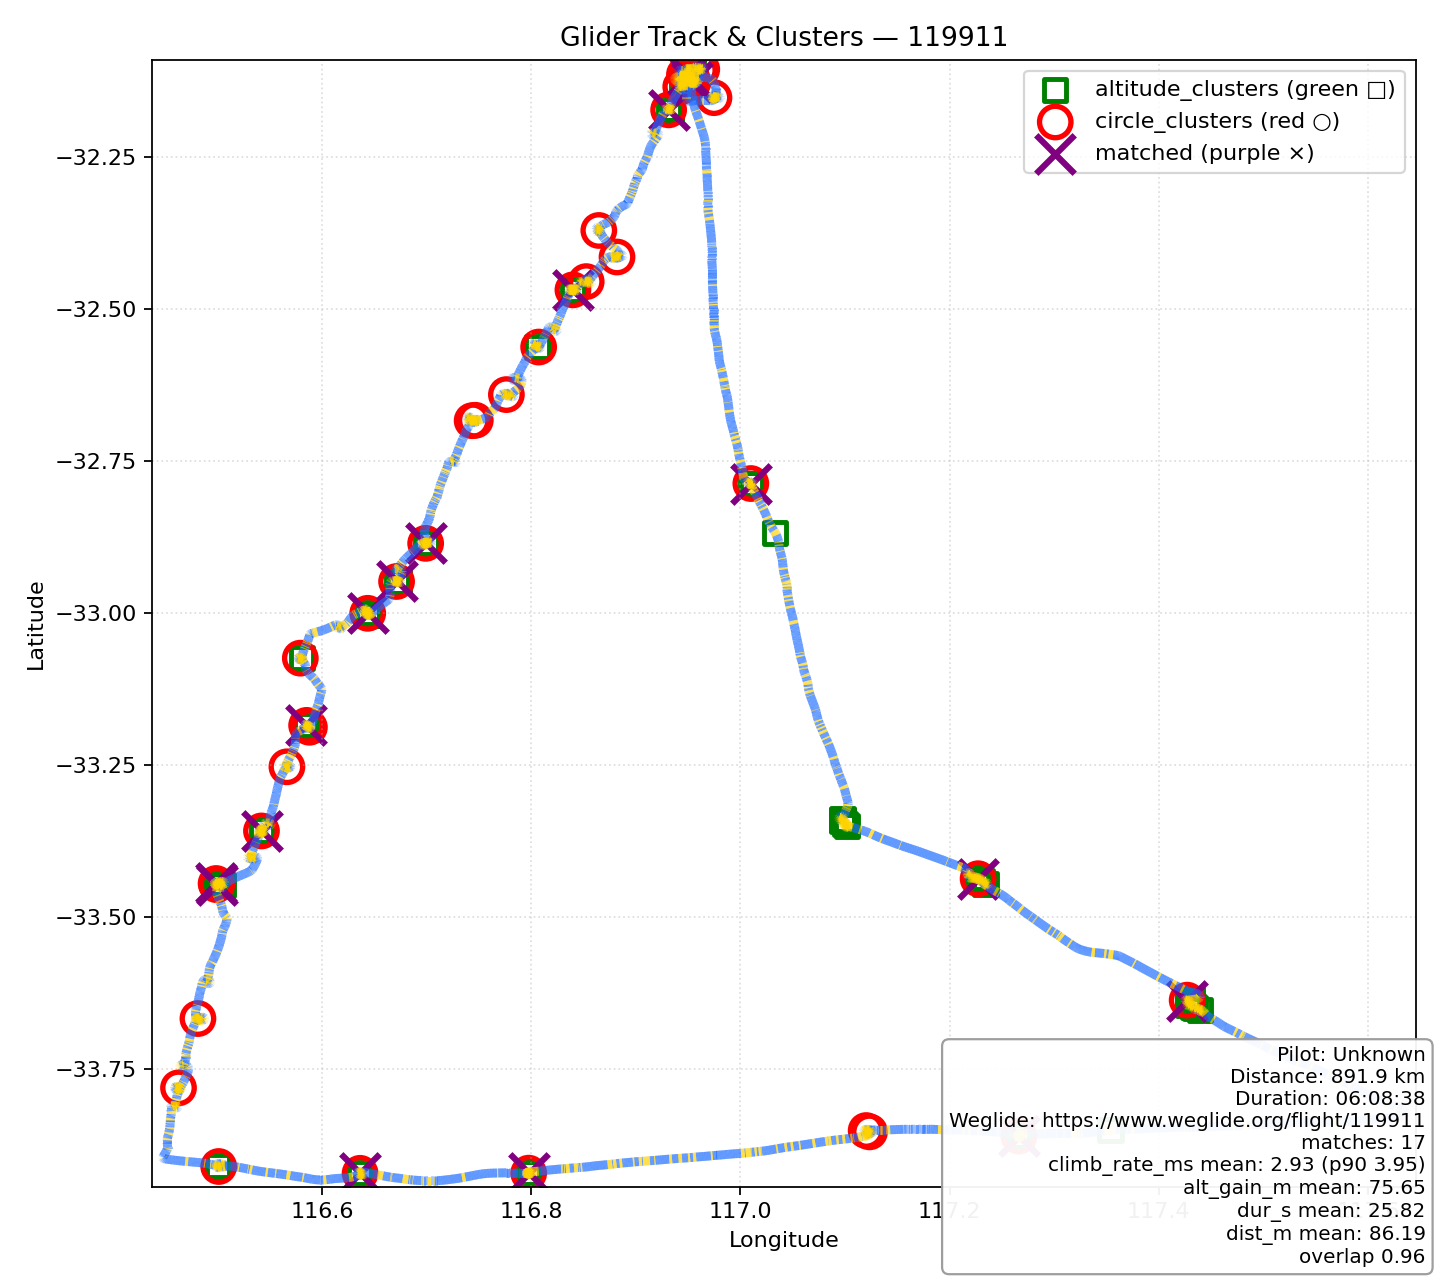 Glider Track & Clusters — 119911
altitude_clusters (green □)
circle_clusters (red ○)
matched (purple ×)
−32.25
−32.50
−32.75
−33.00
−33.25
−33.50
−33.75
Latitude
116.6
116.8
117.0
117.2
117.4
Longitude
Pilot: Unknown
Distance: 891.9 km
Duration: 06:08:38
Weglide: https://www.weglide.org/flight/119911
matches: 17
climb_rate_ms mean: 2.93 (p90 3.95)
alt_gain_m mean: 75.65
dur_s mean: 25.82
dist_m mean: 86.19
overlap 0.96